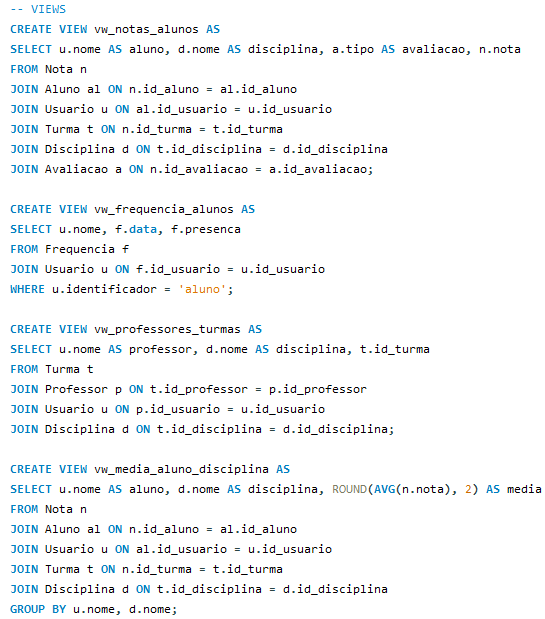 -- VIEWS
CREATE VIEW vw_notas_alunos AS
SELECT u.nome AS aluno, d.nome AS disciplina, a.tipo AS avaliacao, n.nota
FROM Nota n
JOIN Aluno al ON n.id_aluno = al.id_aluno
JOIN Usuario u ON al.id_usuario = u.id_usuario
JOIN Turma t ON n.id_turma = t.id_turma
JOIN Disciplina d ON t.id_disciplina = d.id_disciplina
JOIN Avaliacao a ON n.id_avaliacao = a.id_avaliacao;

CREATE VIEW vw_frequencia_alunos AS
SELECT u.nome, f.data, f.presenca
FROM Frequencia f
JOIN Usuario u ON f.id_usuario = u.id_usuario
WHERE u.identificador = 'aluno';

CREATE VIEW vw_professores_turmas AS
SELECT u.nome AS professor, d.nome AS disciplina, t.id_turma
FROM Turma t
JOIN Professor p ON t.id_professor = p.id_professor
JOIN Usuario u ON p.id_usuario = u.id_usuario
JOIN Disciplina d ON t.id_disciplina = d.id_disciplina;

CREATE VIEW vw_media_aluno_disciplina AS
SELECT u.nome AS aluno, d.nome AS disciplina, ROUND(AVG(n.nota), 2) AS media
FROM Nota n
JOIN Aluno al ON n.id_aluno = al.id_aluno
JOIN Usuario u ON al.id_usuario = u.id_usuario
JOIN Turma t ON n.id_turma = t.id_turma
JOIN Disciplina d ON t.id_disciplina = d.id_disciplina
GROUP BY u.nome, d.nome;